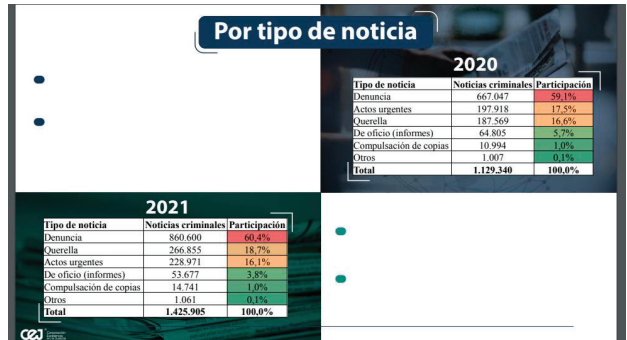 Por tipo de noticia
2020
Tipo de noticia Noticias criminales Participación
Denuncia 667.047 59,1%
Actos urgentes 197.918 17,5%
Querella 187.569 16,6%
De oficio (informes) 64.805 5,7%
Compulsación de copias 10.994 1,0%
Otros 1.007 0,1%
Total 1.129.340 100,0%
2021
Tipo de noticia Noticias criminales Participación
Denuncia 860.600 60,4%
Querella 266.855 18,7%
Actos urgentes 228.971 16,1%
De oficio (informes) 53.677 3,8%
Compulsación de copias 14.741 1,0%
Otros 1.061 0,1%
Total 1.425.905 100,0%
CEJ